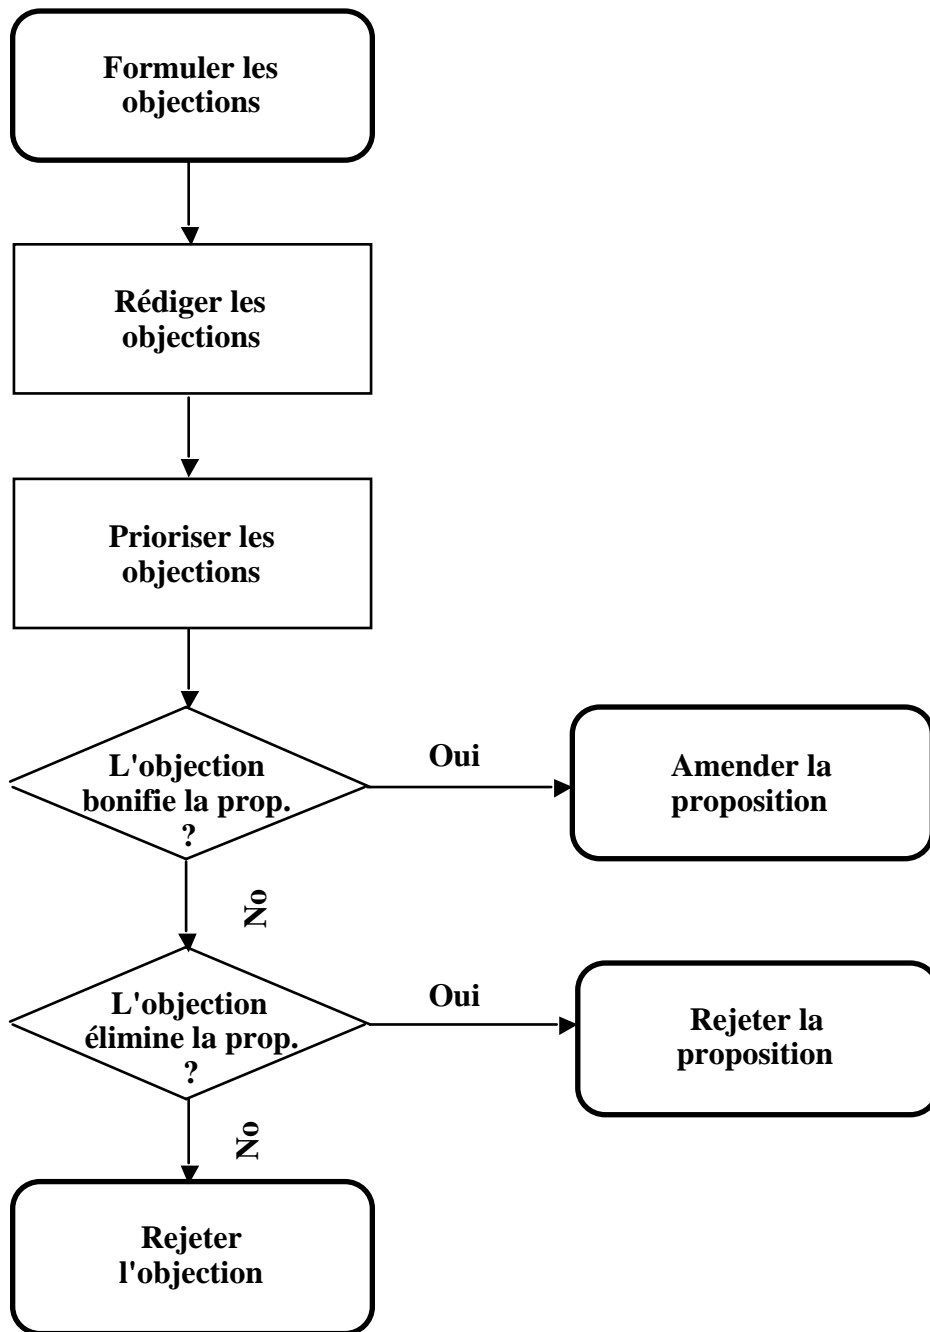 Formuler les
objections
Rédiger les
objections
Prioriser les
objections
L'objection
bonifie la prop.
?
Oui
Amender la
proposition
No
L'objection
élimine la prop.
?
Oui
Rejeter la
proposition
No
Rejeter
l'objection